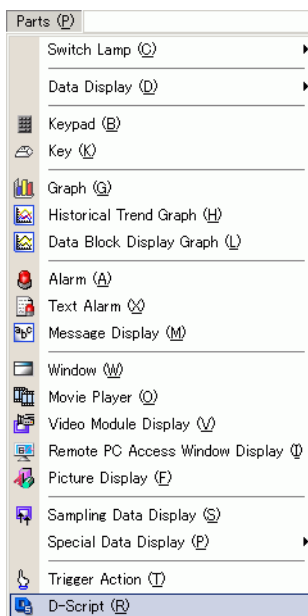 Parts (P)
Switch Lamp (C)
Data Display (D)
Keypad (B)
Key (K)
Graph (G)
Historical Trend Graph (H)
Data Block Display Graph (L)
Alarm (A)
Text Alarm (X)
abc Message Display (M)
Window (W)
Movie Player (O)
Video Module Display (V)
Remote PC Access Window Display (I
Picture Display (F)
Sampling Data Display (S)
Special Data Display (P)
Trigger Action (T)
D-Script (R)